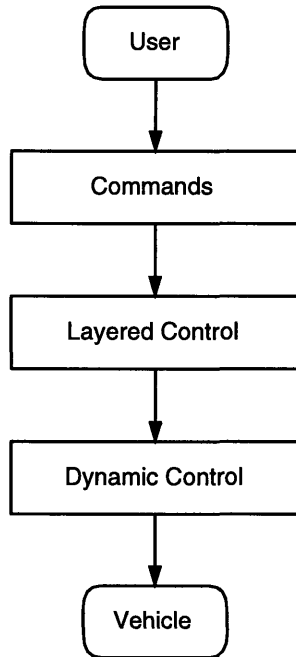 User
Commands
Layered Control
Dynamic Control
Vehicle